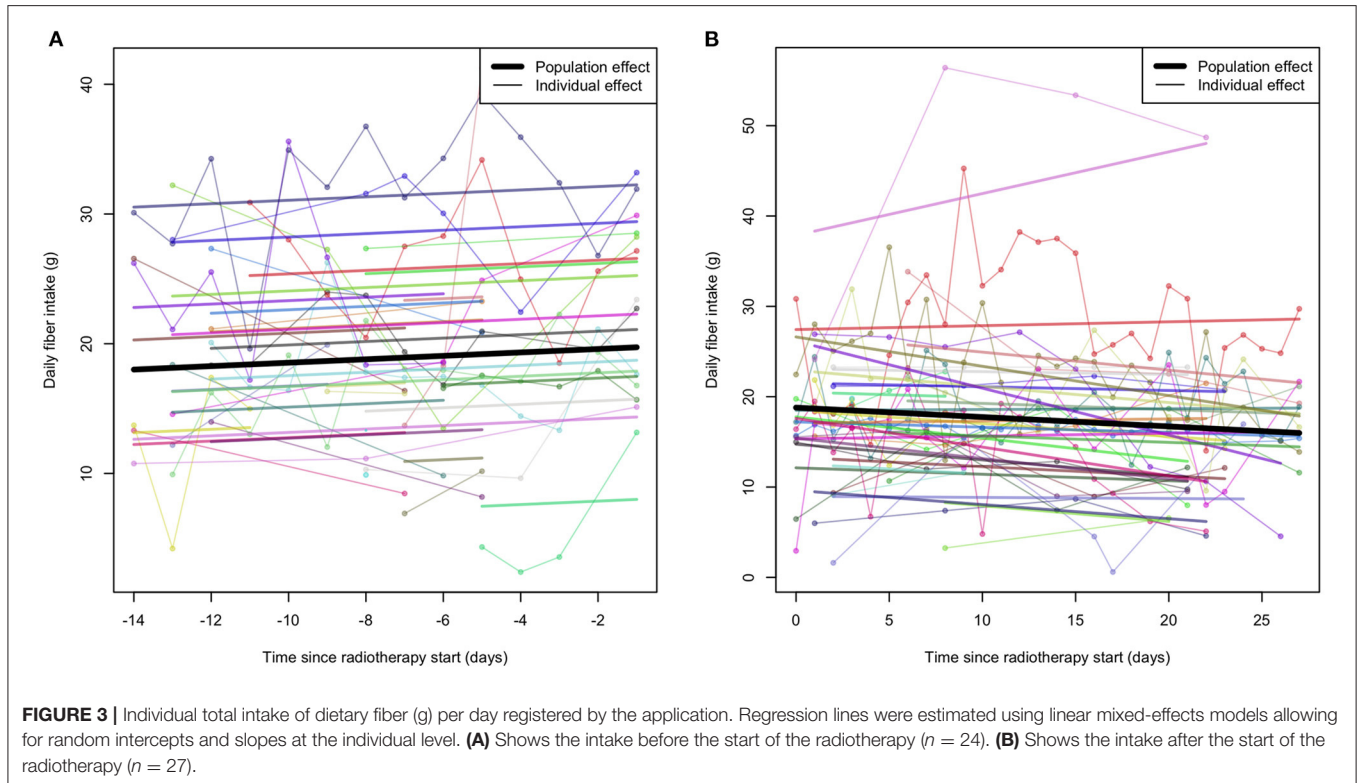 A
Population effect
Individual effect
40
30
20
10
Daily fiber intake (g)
-14 -12 -10 -8 -6 -4 -2
Time since radiotherapy start (days)
B
Population effect
Individual effect
50
40
30
20
10
0
Daily fiber intake (g)
0 5 10 15 20 25
Time since radiotherapy start (days)
FIGURE 3 | Individual total intake of dietary fiber (g) per day registered by the application. Regression lines were estimated using linear mixed-effects models allowing
for random intercepts and slopes at the individual level. (A) Shows the intake before the start of the radiotherapy (n = 24). (B) Shows the intake after the start of the
radiotherapy (n = 27).